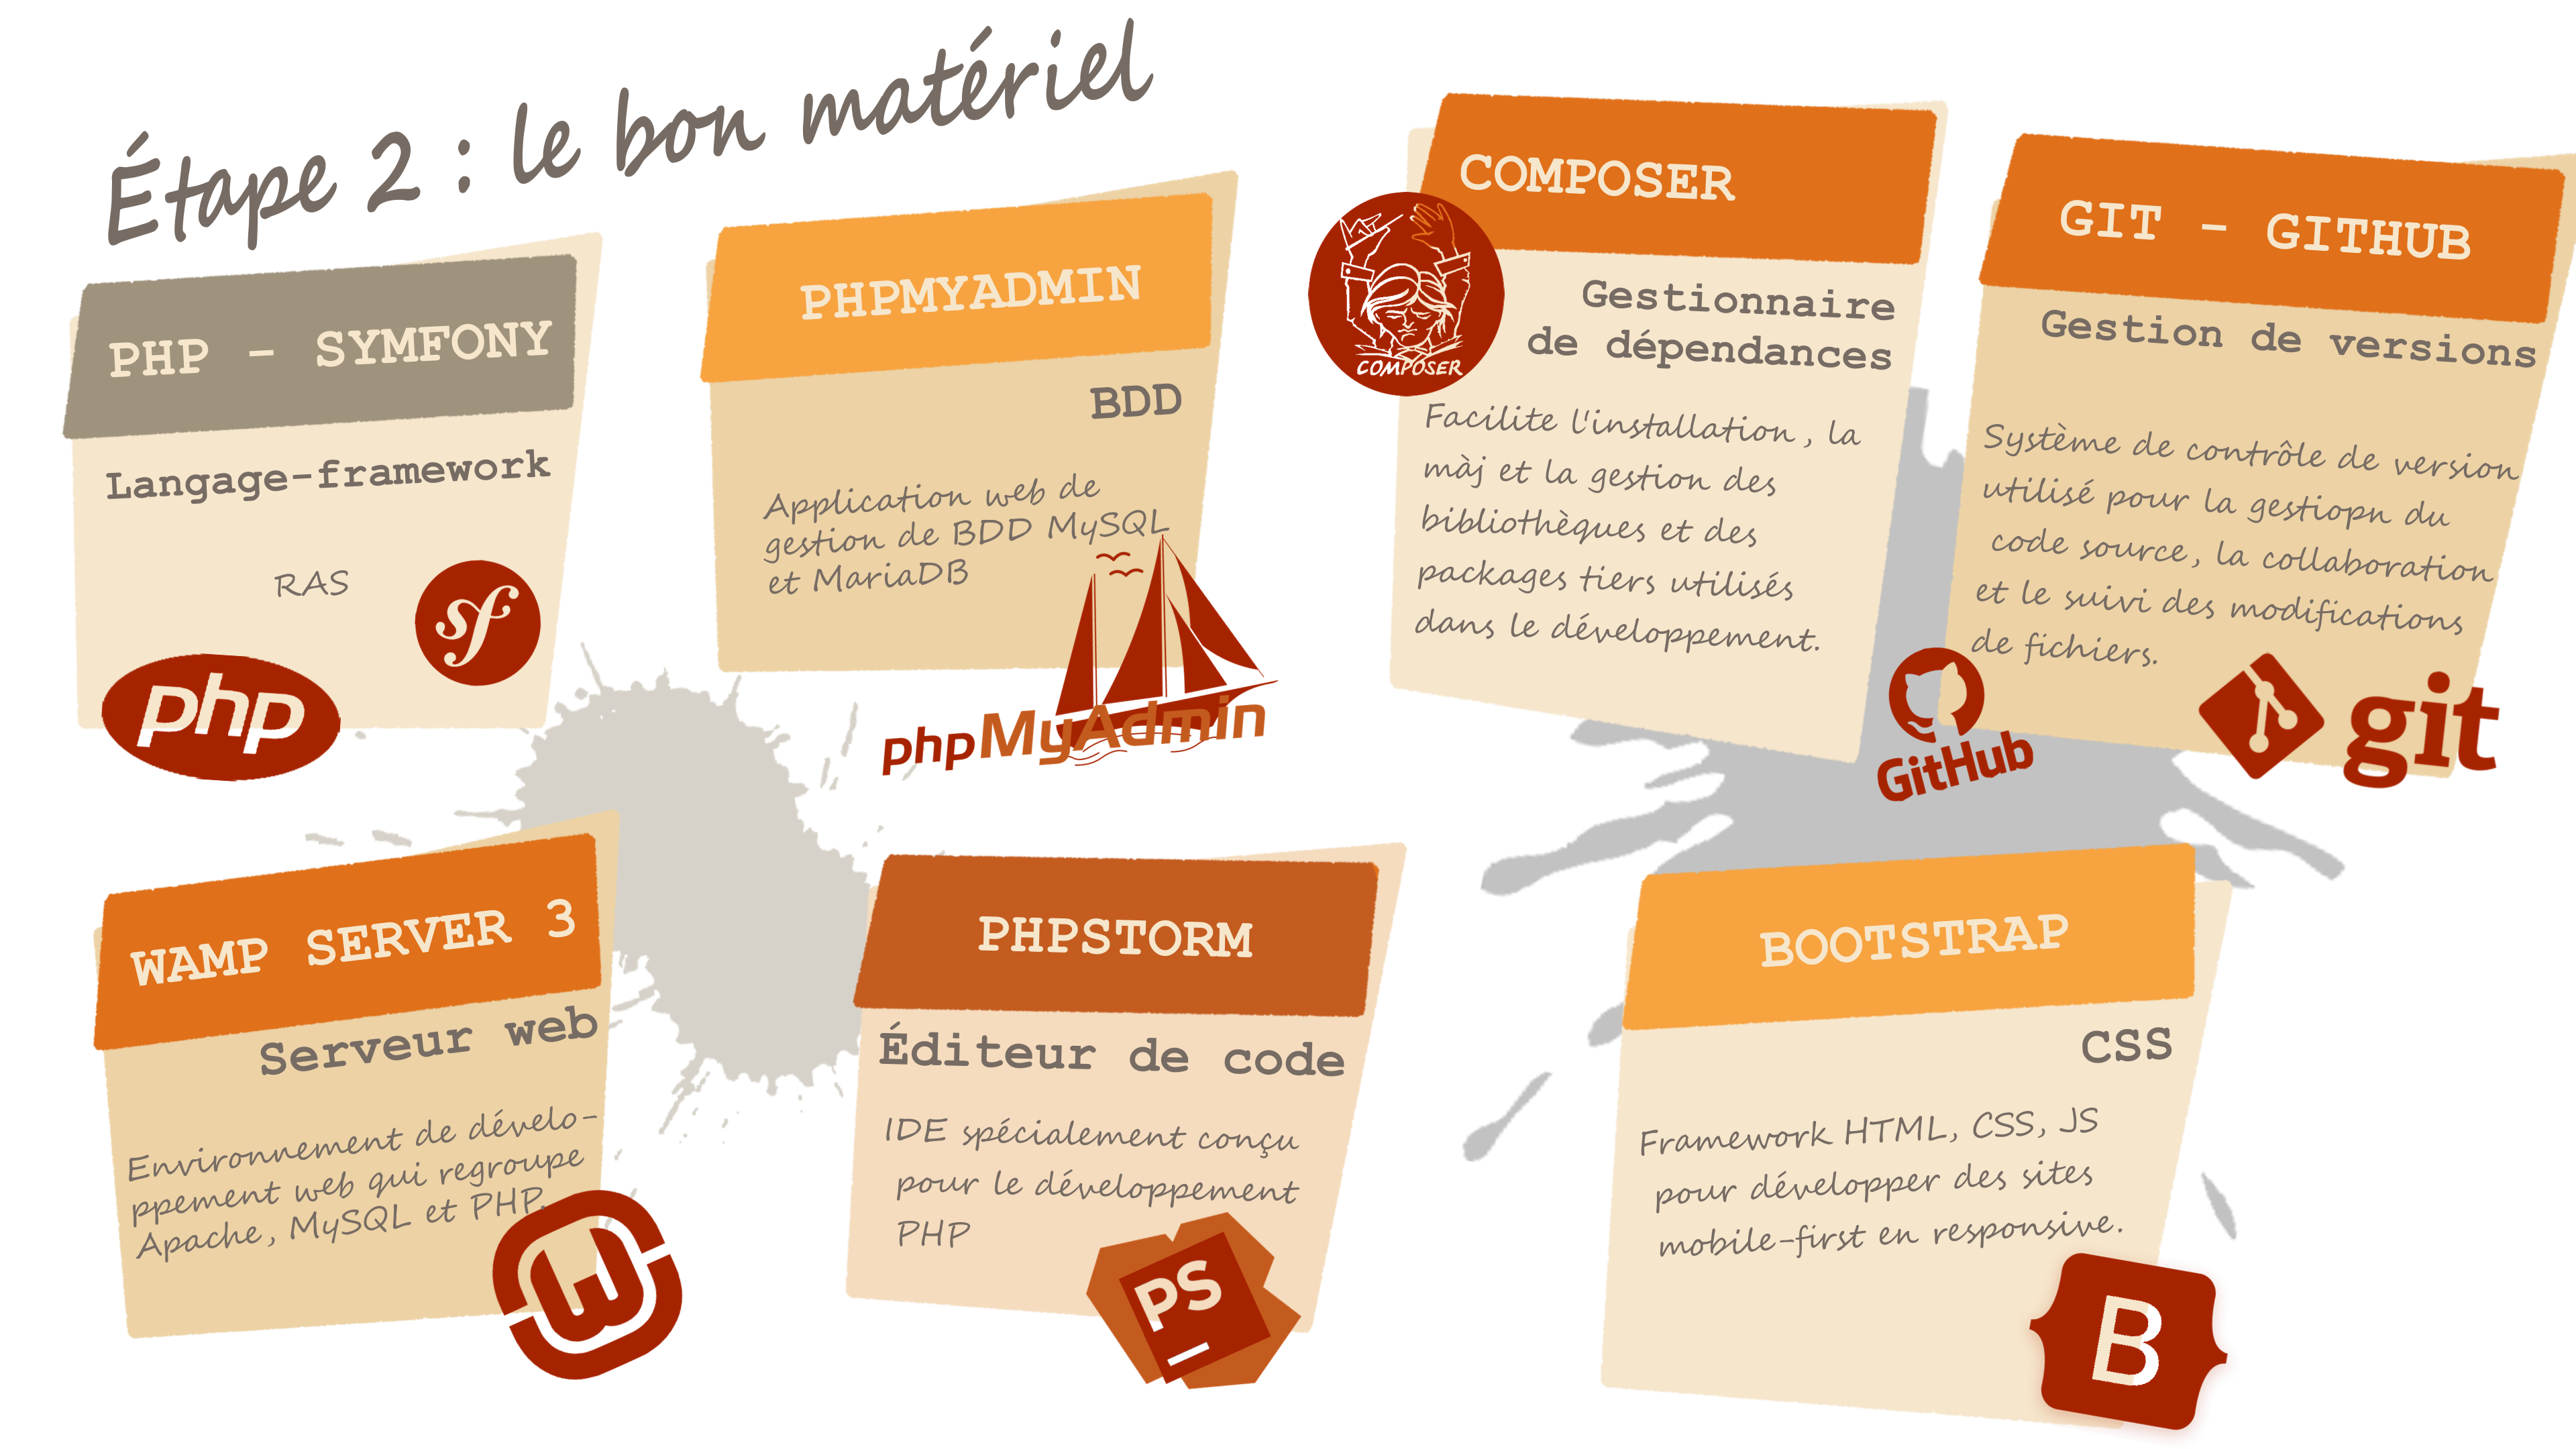 Étape 2 : le bon matériel
PHP - SYMFONY
Langage-framework
RAS
sf
php
PHPMYADMIN
BDD
Application web de
gestion de BDD MySQL
et MariaDB
phpMyAdmin
COMPOSER
COMPOSER
Gestionnaire
de dépendances
Facilite l'installation, la
màj et la gestion des
bibliothèques et des
packages tiers utilisés
dans le développement.
GIT - GITHUB
Gestion de versions
Système de contrôle de version
utilisé pour la gestiopn du
code source, la collaboration
et le suivi des modifications
de fichiers.
GitHub
git
WAMP SERVER 3
Serveur web
Environnement de dévelo-
ppement web qui regroupe
Apache, MySQL et PHP.
W
PHPSTORM
Éditeur de code
IDE spécialement conçu
pour le développement
PHP
PS
BOOTSTRAP
CSS
Framework HTML, CSS, JS
pour développer des sites
mobile-first en responsive.
B